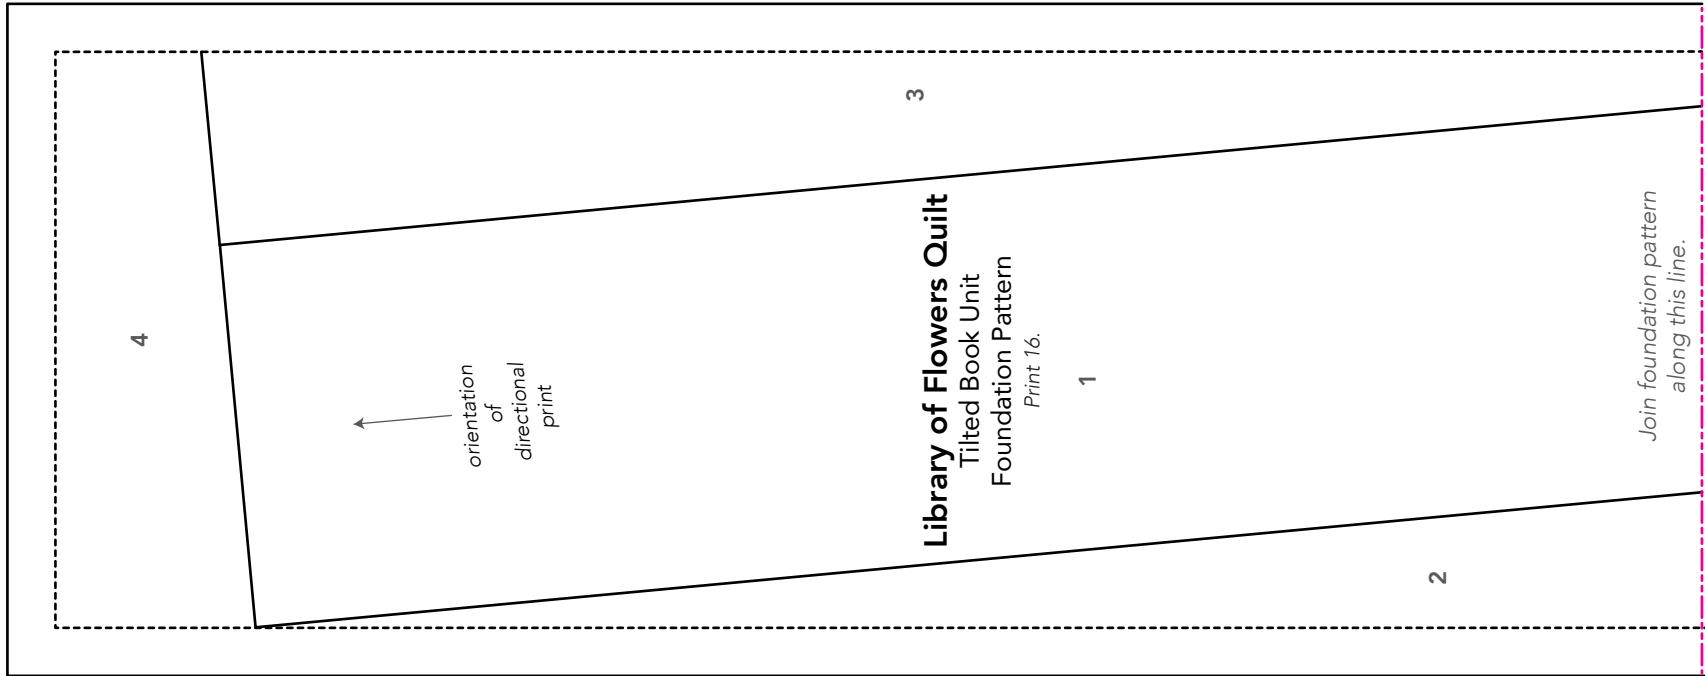 4
orientation
of
directional
print
3
Library of Flowers Quilt
Tilted Book Unit
Foundation Pattern
Print 16.
1
2
Join foundation pattern
along this line.